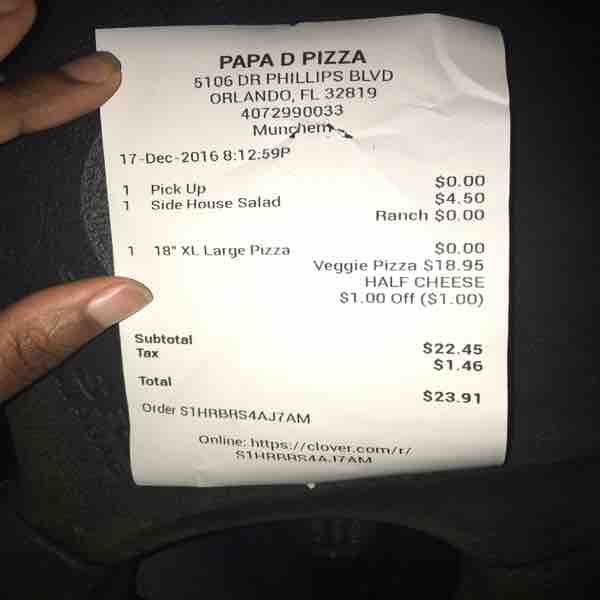 PAPA D PIZZA
5106 DR PHILLIPS BLVD
ORLANDO, FL 32819
4072990033
Munchem
17-Dec-2016 8:12:59P
1 Pick Up $0.00
1 Side House Salad $4.50
Ranch $0.00
1 18" XL Large Pizza $0.00
Veggie Pizza $18.95
HALF CHEESE
$1.00 Off ($1.00)
Subtotal $22.45
Tax $1.46
Total $23.91
Order S1HRBRS4AJ7AM
Online: https://clover.com/r/
S1HRBRS4AJ7AM